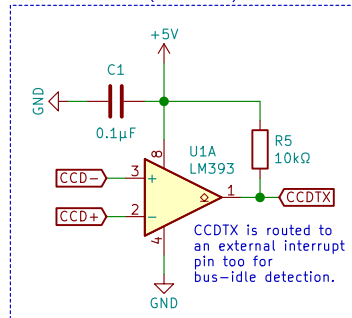 +5V
C1
GND
0.1µF
8
U1A
LM393
R5
10kΩ
CCD-
3
+
1
CCDTX
CCD+
2
−
4
CCDTX is routed to
an external interrupt
pin too for
bus-idle detection.
GND